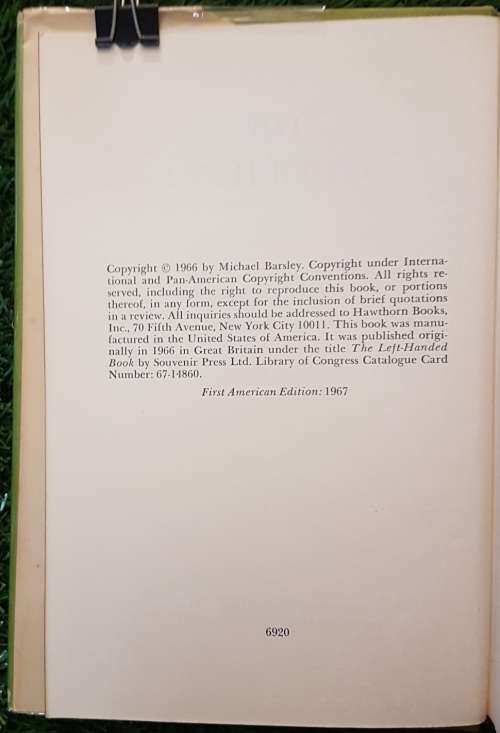 Copyright © 1966 by Michael Barsley. Copyright under Interna-
tional and Pan-American Copyright Conventions. All rights re-
served, including the right to reproduce this book, or portions
thereof, in any form, except for the inclusion of brief quotations
in a review. All inquiries should be addressed to Hawthorn Books,
Inc., 70 Fifth Avenue, New York City 10011. This book was manu-
factured in the United States of America. It was published origi-
nally in 1966 in Great Britain under the title The Left-Handed
Book by Souvenir Press Ltd. Library of Congress Catalogue Card
Number: 67-14860.
First American Edition: 1967
6920